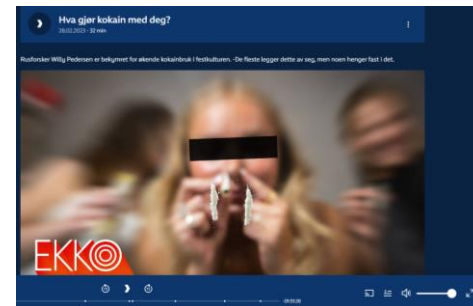 Hva gjør kokain med deg?
28.02.2023 - 32 min
Rusforsker Willy Pedersen er bekymret for økende kokainbruk i festkulturen. -De fleste legger dette av seg, men noen henger fast i det.
EKKO